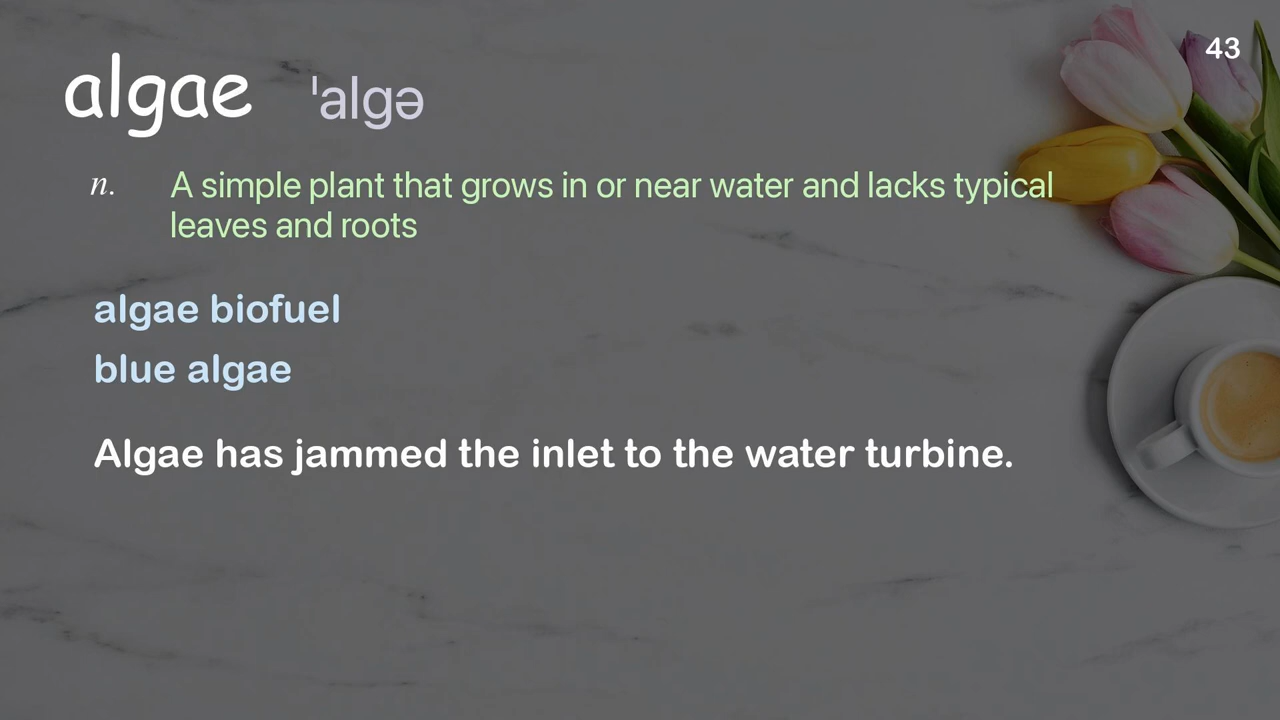 43
algae ˈalgə
n. A simple plant that grows in or near water and lacks typical
leaves and roots
algae biofuel
blue algae
Algae has jammed the inlet to the water turbine.